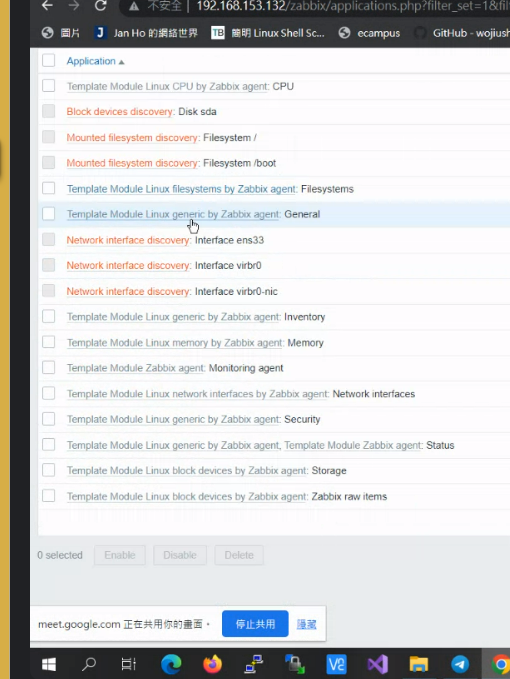 不安全 | 192.168.153.132/zabbix/applications.php?filter_set=1&fil
圖片 Jan Ho 的網絡世界 簡明 Linux Shell Sc... ecampus GitHub - wojiush
Application
Template Module Linux CPU by Zabbix agent: CPU
Block devices discovery: Disk sda
Mounted filesystem discovery: Filesystem /
Mounted filesystem discovery: Filesystem /boot
Template Module Linux filesystems by Zabbix agent: Filesystems
Template Module Linux generic by Zabbix agent: General
Network interface discovery: Interface ens33
Network interface discovery: Interface virbr0
Network interface discovery: Interface virbr0-nic
Template Module Linux generic by Zabbix agent: Inventory
Template Module Linux memory by Zabbix agent: Memory
Template Module Zabbix agent: Monitoring agent
Template Module Linux network interfaces by Zabbix agent: Network interfaces
Template Module Linux generic by Zabbix agent: Security
Template Module Linux generic by Zabbix agent, Template Module Zabbix agent: Status
Template Module Linux block devices by Zabbix agent: Storage
Template Module Linux block devices by Zabbix agent: Zabbix raw items
0 selected Enable Disable Delete
meet.google.com 正在共用你的畫面。 停止共用 隱藏